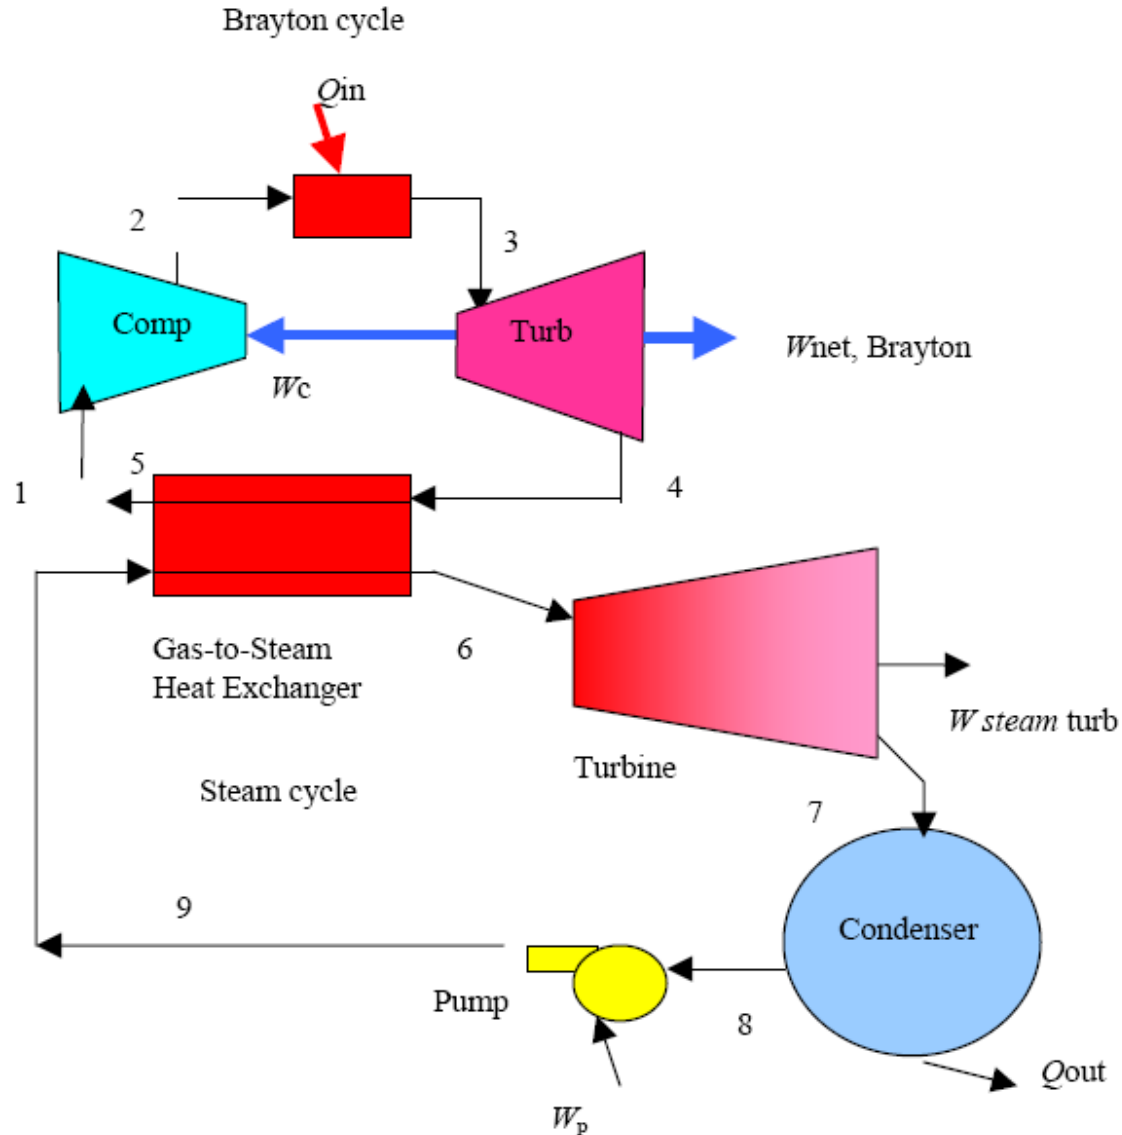 Brayton cycle
Qin
2
3
Comp
Turb
Wnet, Brayton
Wc
5
1
4
Gas-to-Steam
Heat Exchanger
6
W steam turb
Turbine
Steam cycle
7
9
Condenser
Pump
8
Qout
Wp